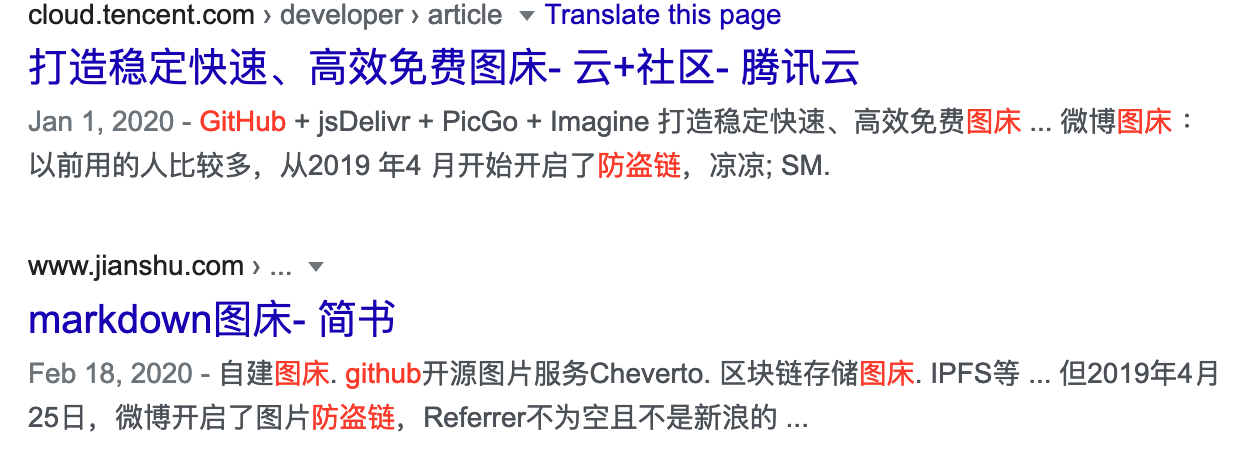 cloud.tencent.com › developer › article ▼ Translate this page
打造稳定快速、高效免费图床- 云+社区- 腾讯云
Jan 1, 2020 - GitHub + jsDelivr + PicGo + Imagine 打造稳定快速、高效免费图床 ... 微博图床：
以前用的人比较多，从2019 年4 月开始开启了防盗链，凉凉; SM.
www.jianshu.com › ... ▼
markdown图床- 简书
Feb 18, 2020 - 自建图床. github开源图片服务Cheverto. 区块链存储图床. IPFS等 ... 但2019年4月
25日，微博开启了图片防盗链，Referrer不为空且不是新浪的 ...